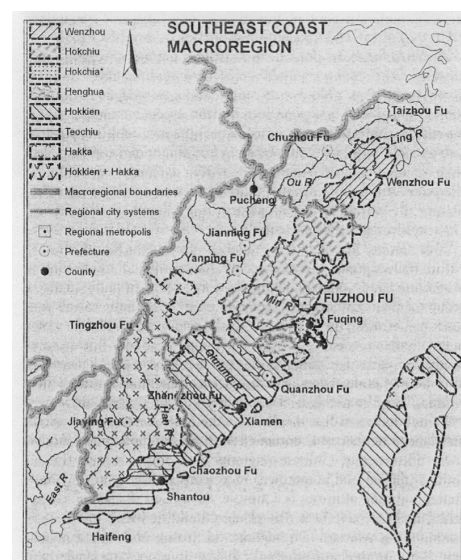 SOUTHEAST COAST
MACROREGION
N
Wenzhou
Hokchiu
Hokchia*
Henghua
Hokkien
Teochiu
Hakka
Hokkien + Hakka
Macroregional boundaries
Regional city systems
Regional metropolis
Prefecture
County
Taizhou Fu
Chuzhou Fu
Ling R
Ou R
Wenzhou Fu
Pucheng
Jianning Fu
Yanping Fu
Min R
FUZHOU FU
Fuqing
Tingzhou Fu
Qiulung R
Quanzhou Fu
Zhangzhou Fu
Xiamen
Han R
Jiaying Fu
Chaozhou Fu
East R
Shantou
Haifeng